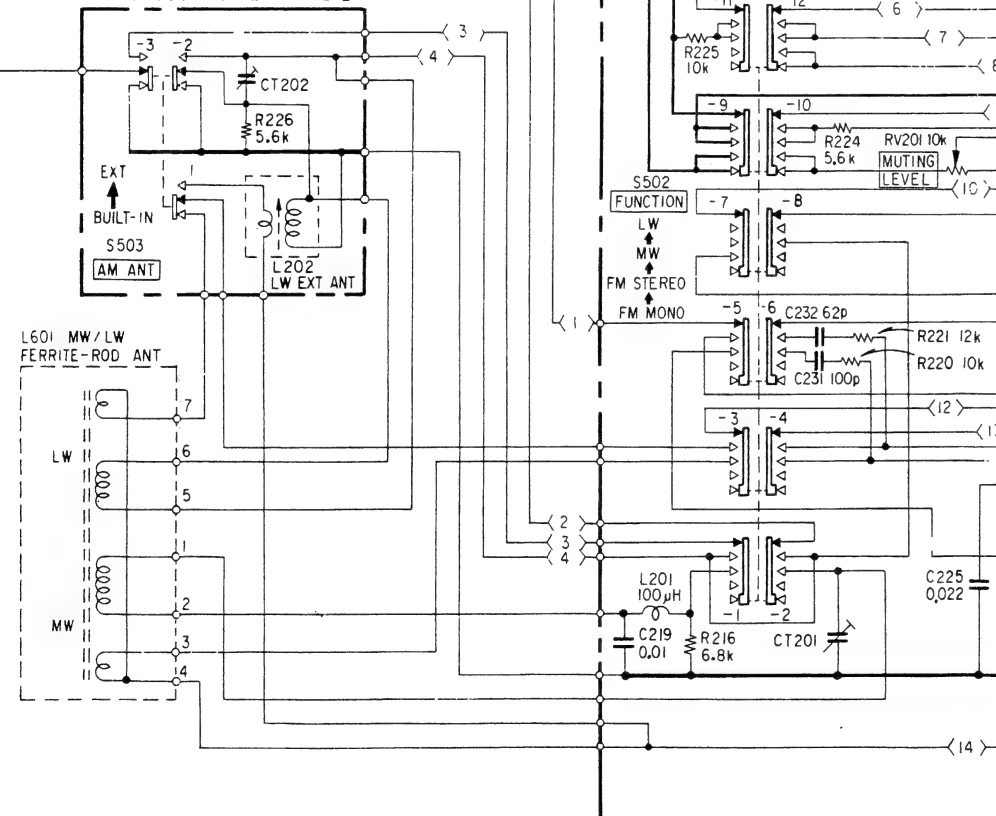 -3 -2
CT202
R226
5.6k
EXT
BUILT-IN
S503
AM ANT
1
L202
LW EXT ANT
3
4
6
7
8
12
R225
10k
-9 -10
R224
5.6k
RV201 10k
MUTING
LEVEL
10
S502
FUNCTION
LW
MW
FM STEREO
FM MONO
-7 -8
1
-5 -6
C232 62p
R221 12k
R220 10k
C231 100p
12
-3 -4
L601 MW/LW
FERRITE-ROD ANT
7
LW
6
5
1
2
MW
3
4
2
3
4
L201
100μH
C219
0.01
R216
6.8k
-1 -2
CT201
C225
0,022
14